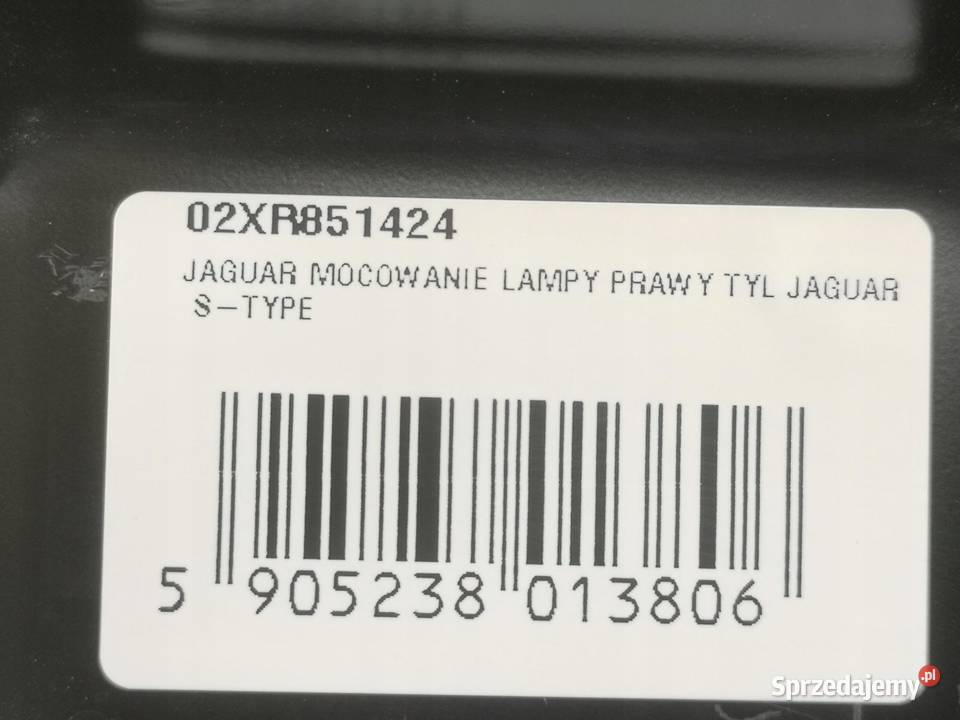 02XR851424
JAGUAR MOCOWANIE LAMPY PRAWY TYL JAGUAR
S-TYPE
5 905238 013806
Sprzedajemy.pl